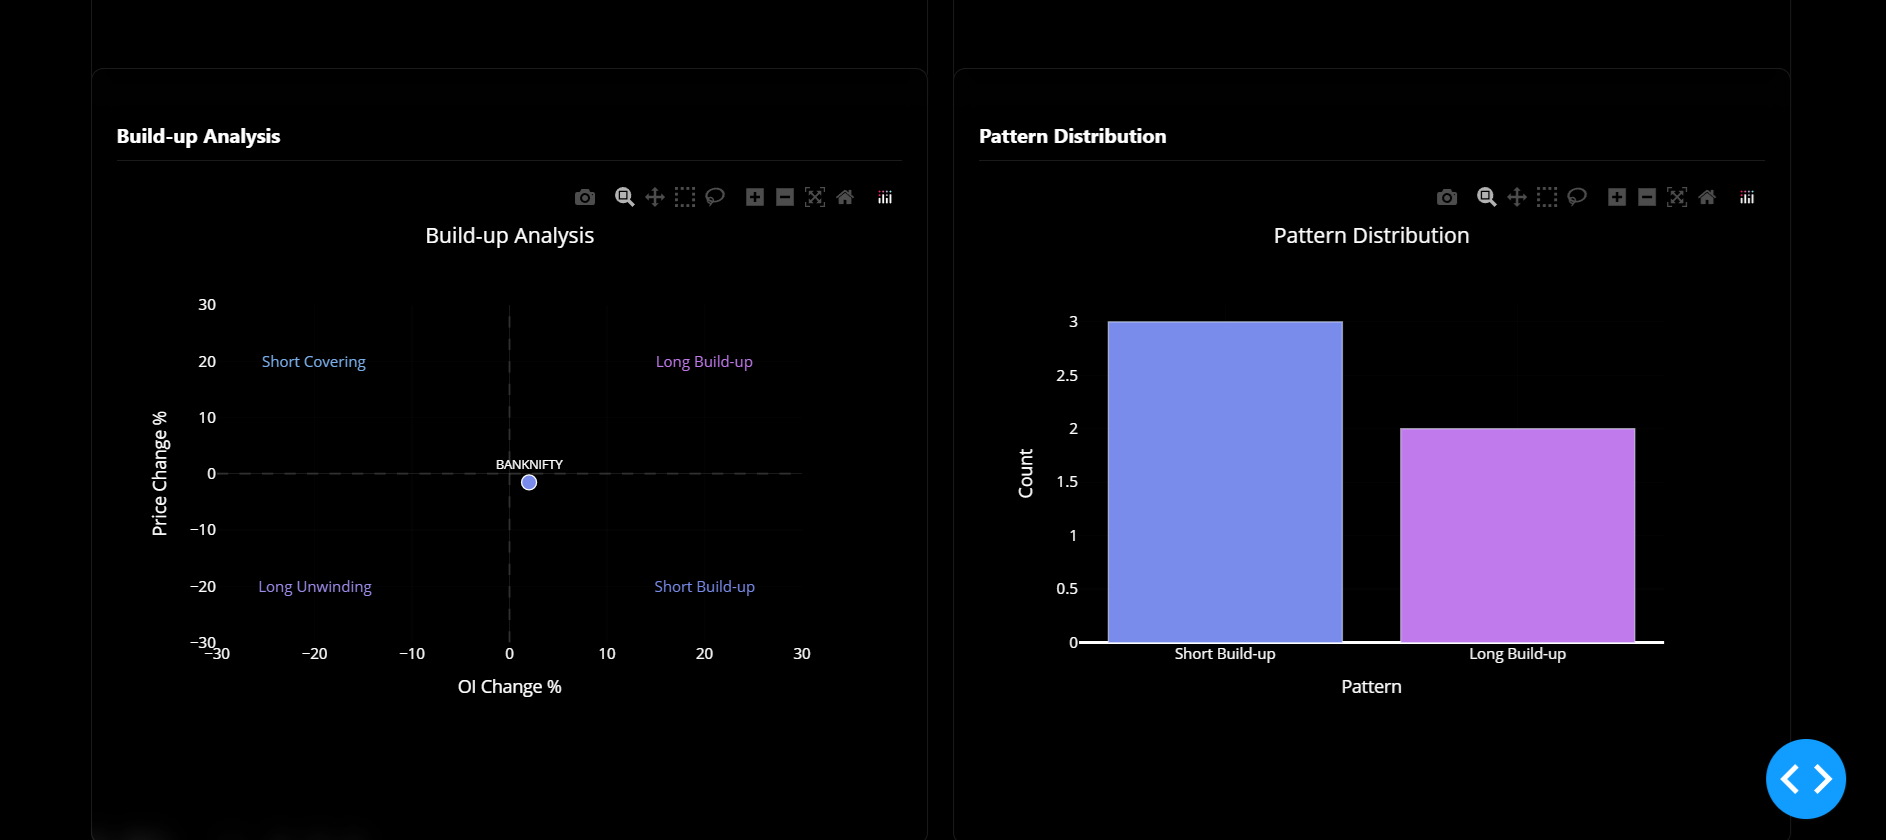 Build-up Analysis
Build-up Analysis
30
20
10
0
−10
−20
−30
Price Change %
Short Covering
Long Build-up
BANKNIFTY
Long Unwinding
Short Build-up
−30
−20
−10
0
10
20
30
OI Change %
Pattern Distribution
Pattern Distribution
3
2.5
2
1.5
1
0.5
0
Count
Short Build-up
Long Build-up
Pattern